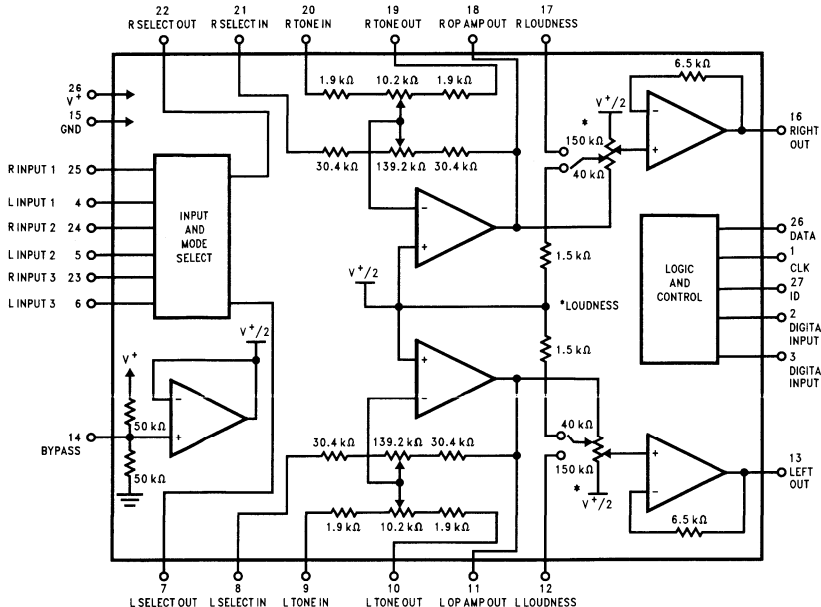 22
R SELECT OUT
21
R SELECT IN
20
R TONE IN
19
R TONE OUT
18
R OP AMP OUT
17
R LOUDNESS
26
V+
15
GND
R INPUT 1 25
L INPUT 1 4
R INPUT 2 24
L INPUT 2 5
R INPUT 3 23
L INPUT 3 6
INPUT
AND
MODE
SELECT
1.9 kΩ 10.2 kΩ 1.9 kΩ
30.4 kΩ 139.2 kΩ 30.4 kΩ
−
+
V+/2
1.5 kΩ
*LOUDNESS
1.5 kΩ
*
150 kΩ
40 kΩ
V+/2
6.5 kΩ
−
+
16
RIGHT
OUT
LOGIC
AND
CONTROL
26
DATA
1
CLK
27
ID
2
DIGITA
INPUT
3
DIGITA
INPUT
V+
50 kΩ
50 kΩ
14
BYPASS
V+/2
−
+
+
−
30.4 kΩ 139.2 kΩ 30.4 kΩ
1.9 kΩ 10.2 kΩ 1.9 kΩ
40 kΩ
150 kΩ
*
V+/2
+
−
6.5 kΩ
13
LEFT
OUT
7
L SELECT OUT
8
L SELECT IN
9
L TONE IN
10
L TONE OUT
11
L OP AMP OUT
12
L LOUDNESS